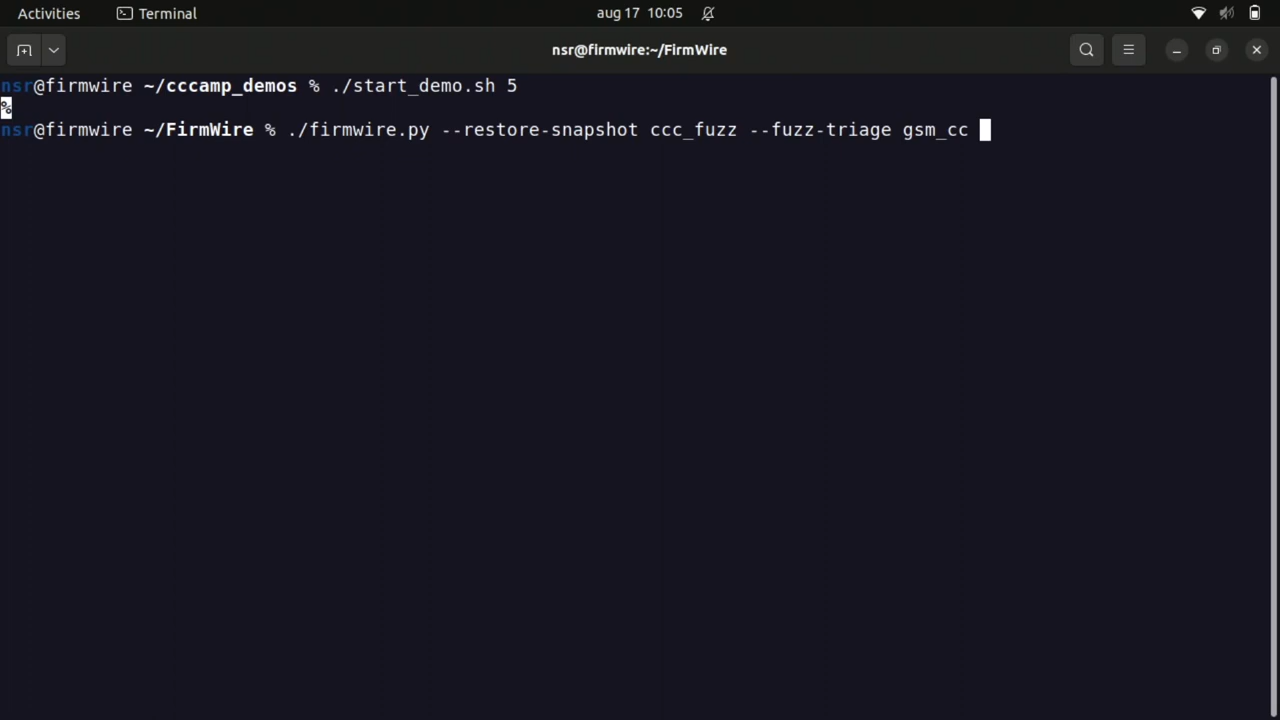 Activities Terminal aug 17 10:05
nsr@firmwire:~/FirmWire
nsr@firmwire ~/cccamp_demos % ./start_demo.sh 5
%
nsr@firmwire ~/FirmWire % ./firmwire.py --restore-snapshot ccc_fuzz --fuzz-triage gsm_cc